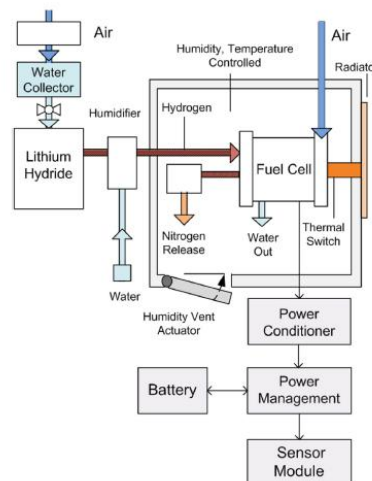 Air
Water
Collector
Humidifier
Lithium
Hydride
Water
Humidity, Temperature
Controlled
Air
Radiato
Hydrogen
Fuel Cell
Nitrogen
Release
Water
Out
Thermal
Switch
Humidity Vent
Actuator
Power
Conditioner
Battery
Power
Management
Sensor
Module